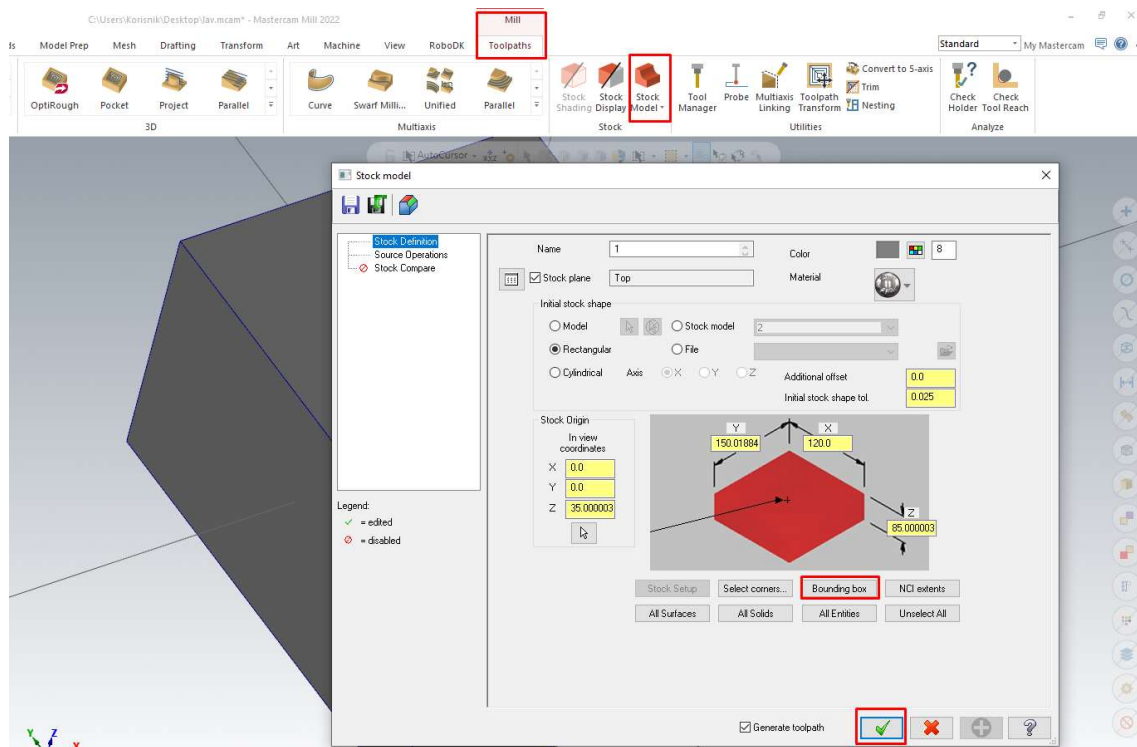 C:\Users\Korisnik\Desktop\lav.mcam* - Mastercam Mill 2022
Mill
Model Prep Mesh Drafting Transform Art Machine View RoboDK Toolpaths
Standard My Mastercam
OptiRough Pocket Project Parallel
Curve Swarf Milli... Unified Parallel
Stock Shading
Stock Display
Stock Model
Tool Manager
Probe
Multiaxis Linking
Toolpath Transform
Convert to 5-axis
Trim
Nesting
Check Holder
Check Tool Reach
3D Multiaxis Stock Utilities Analyze
AutoCursor
Stock model
Stock Definition
Source Operations
Stock Compare
Legend:
= edited
= disabled
Name 1 Color 8
Stock plane Top Material
Initial stock shape
Model Stock model 2
Rectangular File
Cylindrical Axis X Y Z Additional offset 0.0
Initial stock shape tol. 0.025
Stock Origin
In view
coordinates
X 0.0
Y 0.0
Z 35.000003
Y X
150.01884 120.0
Z
85.000003
Stock Setup Select corners... Bounding box NCI extents
All Surfaces All Solids All Entities Unselect All
Generate toolpath
Y Z
X